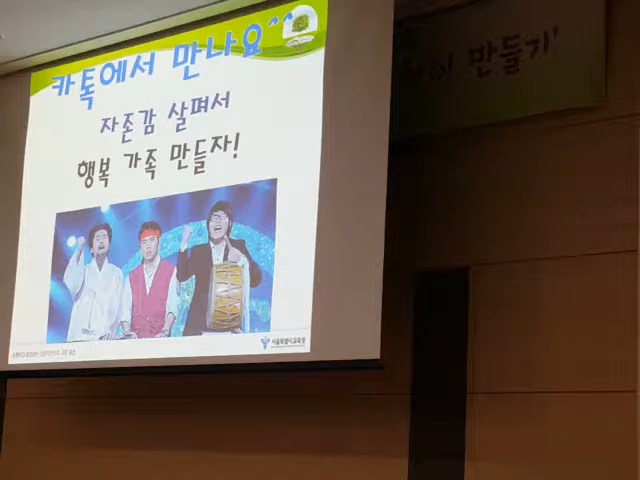 카톡에서 만나요^^
자존감 살펴서
행복 가족 만들자!
서울특별시교육청
만들기!